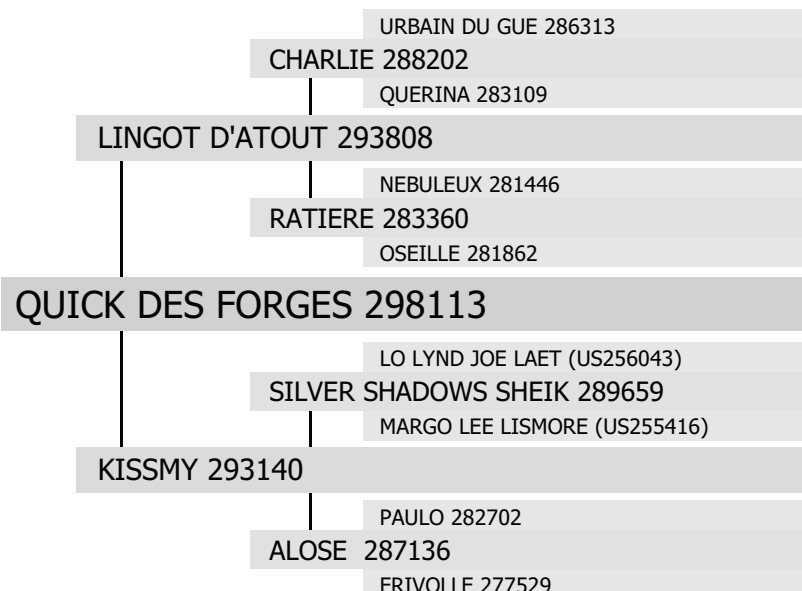 URBAIN DU GUE 286313
CHARLIE 288202
QUERINA 283109
LINGOT D'ATOUT 293808
NEBULEUX 281446
RATIERE 283360
OSEILLE 281862
QUICK DES FORGES 298113
LO LYND JOE LAET (US256043)
SILVER SHADOWS SHEIK 289659
MARGO LEE LISMORE (US255416)
KISSMY 293140
PAULO 282702
ALOSE 287136
FRIVOLLE 277529